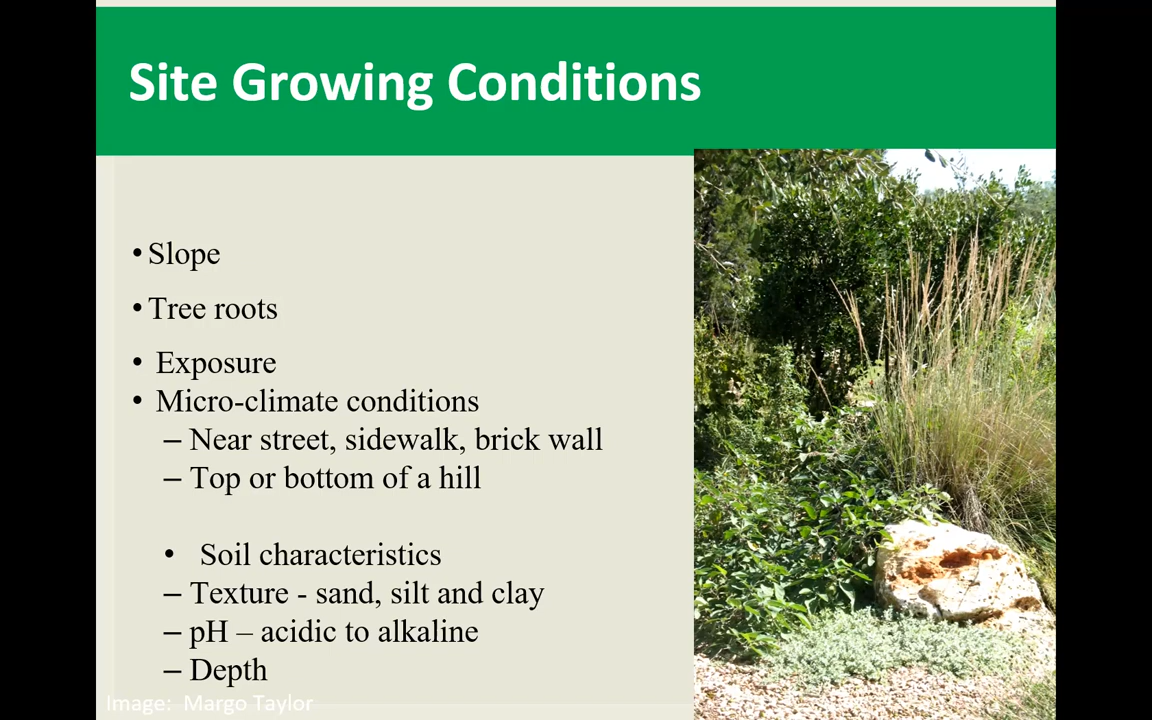 Site Growing Conditions
•Slope
•Tree roots
• Exposure
• Micro-climate conditions
– Near street, sidewalk, brick wall
– Top or bottom of a hill
• Soil characteristics
– Texture - sand, silt and clay
– pH – acidic to alkaline
– Depth
Image: Margo Taylor